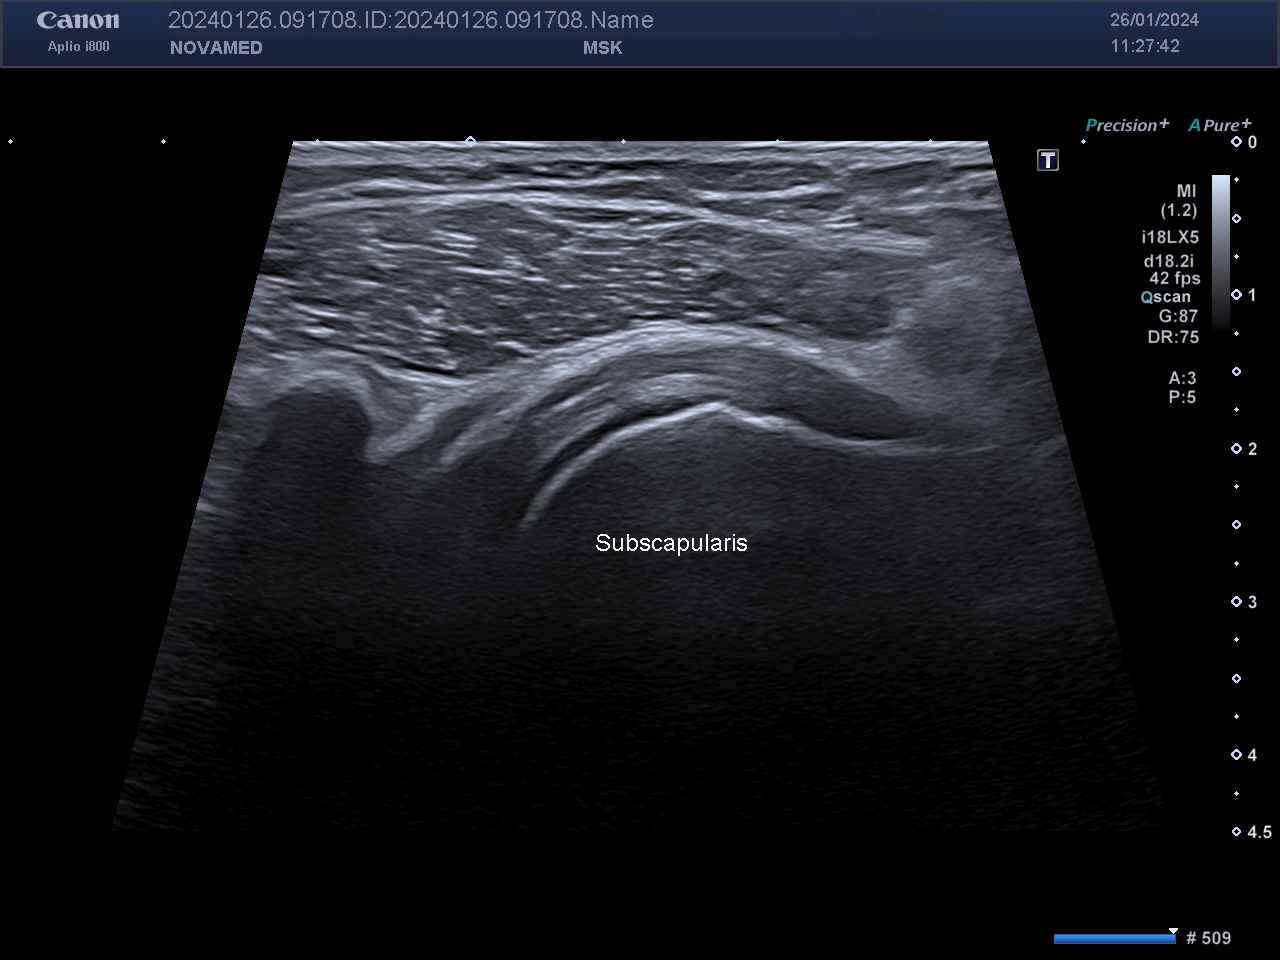 Canon 20240126.091708.ID:20240126.091708.Name 26/01/2024
Aplio i800 NOVAMED MSK 11:27:42
Precision+ A Pure+
T
0
MI
(1.2)
i18LX5
d18.2i
42 fps
Qscan
1
G:87
DR:75
A:3
P:5
2
Subscapularis
3
4
4.5
# 509